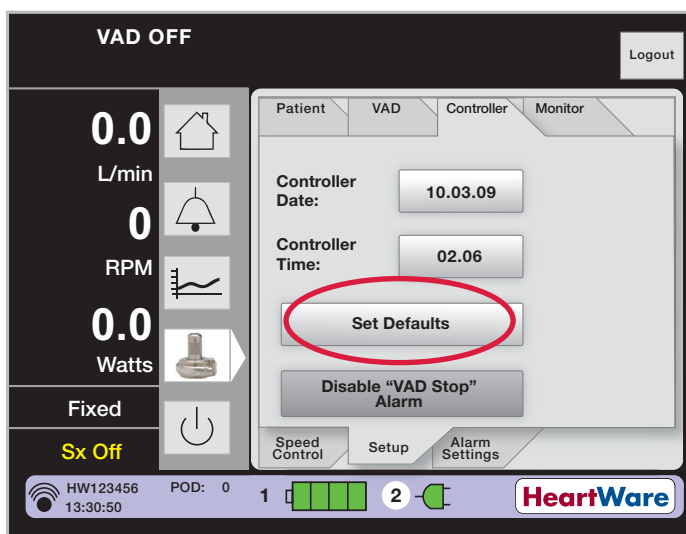 VAD OFF
Logout
0.0
L/min
0
RPM
0.0
Watts
Fixed
Sx Off
Patient
VAD
Controller
Monitor
Controller
Date:
10.03.09
Controller
Time:
02.06
Set Defaults
Disable “VAD Stop”
Alarm
Speed
Control
Setup
Alarm
Settings
HW123456
13:30:50
POD: 0
1
2
HeartWare